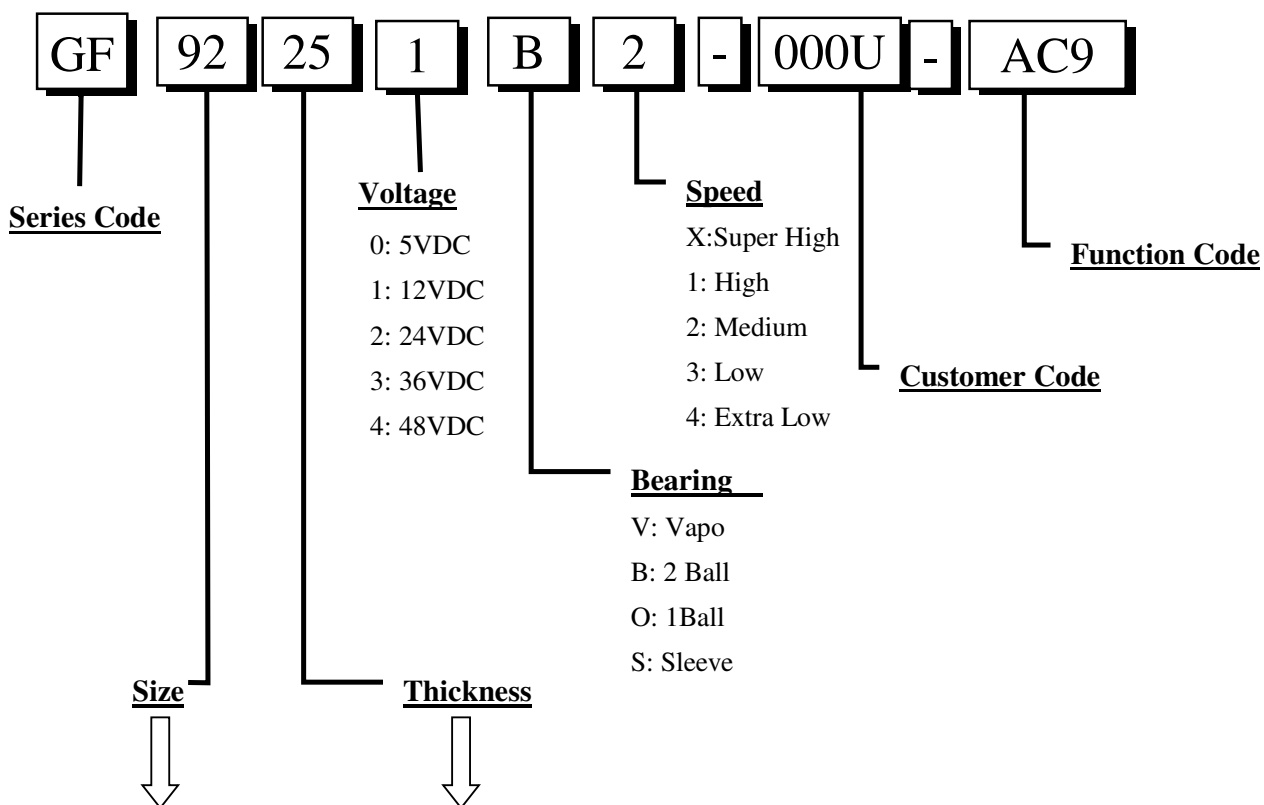 GF 92 25 1 B 2 - 000U - AC9
Series Code
Voltage
0: 5VDC
1: 12VDC
2: 24VDC
3: 36VDC
4: 48VDC
Speed
X:Super High
1: High
2: Medium
3: Low
4: Extra Low
Function Code
Customer Code
Bearing
V: Vapo
B: 2 Ball
O: 1Ball
S: Sleeve
Size
Thickness